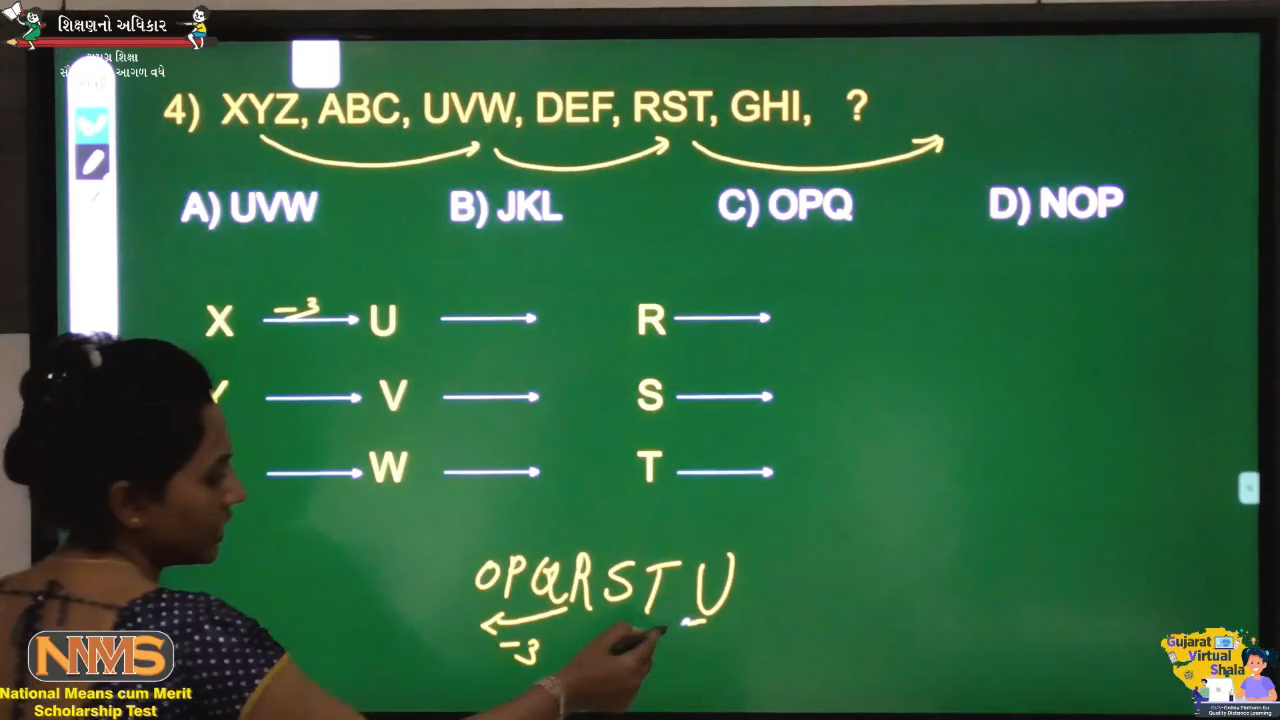 શિક્ષણનો અધિકાર
સમગ્ર શિક્ષા
આગળ વધે
4) XYZ, ABC, UVW, DEF, RST, GHI, ?
A) UVW B) JKL C) OPQ D) NOP
X -3 U R
Y V S
W T
OPQRSTU
-3
NMMS
National Means cum Merit
Scholarship Test
Gujarat
Virtual
Shala